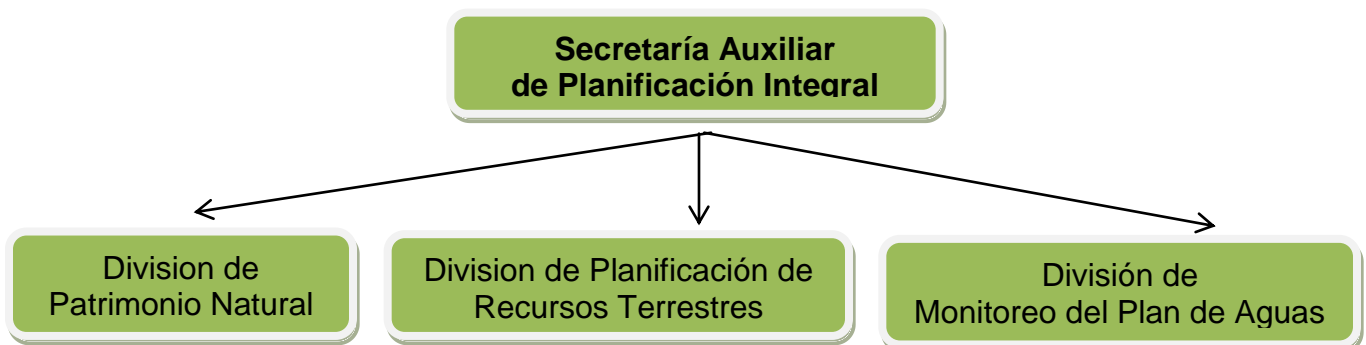 Secretaría Auxiliar
de Planificación Integral
Division de
Patrimonio Natural
Division de Planificación de
Recursos Terrestres
División de
Monitoreo del Plan de Aguas